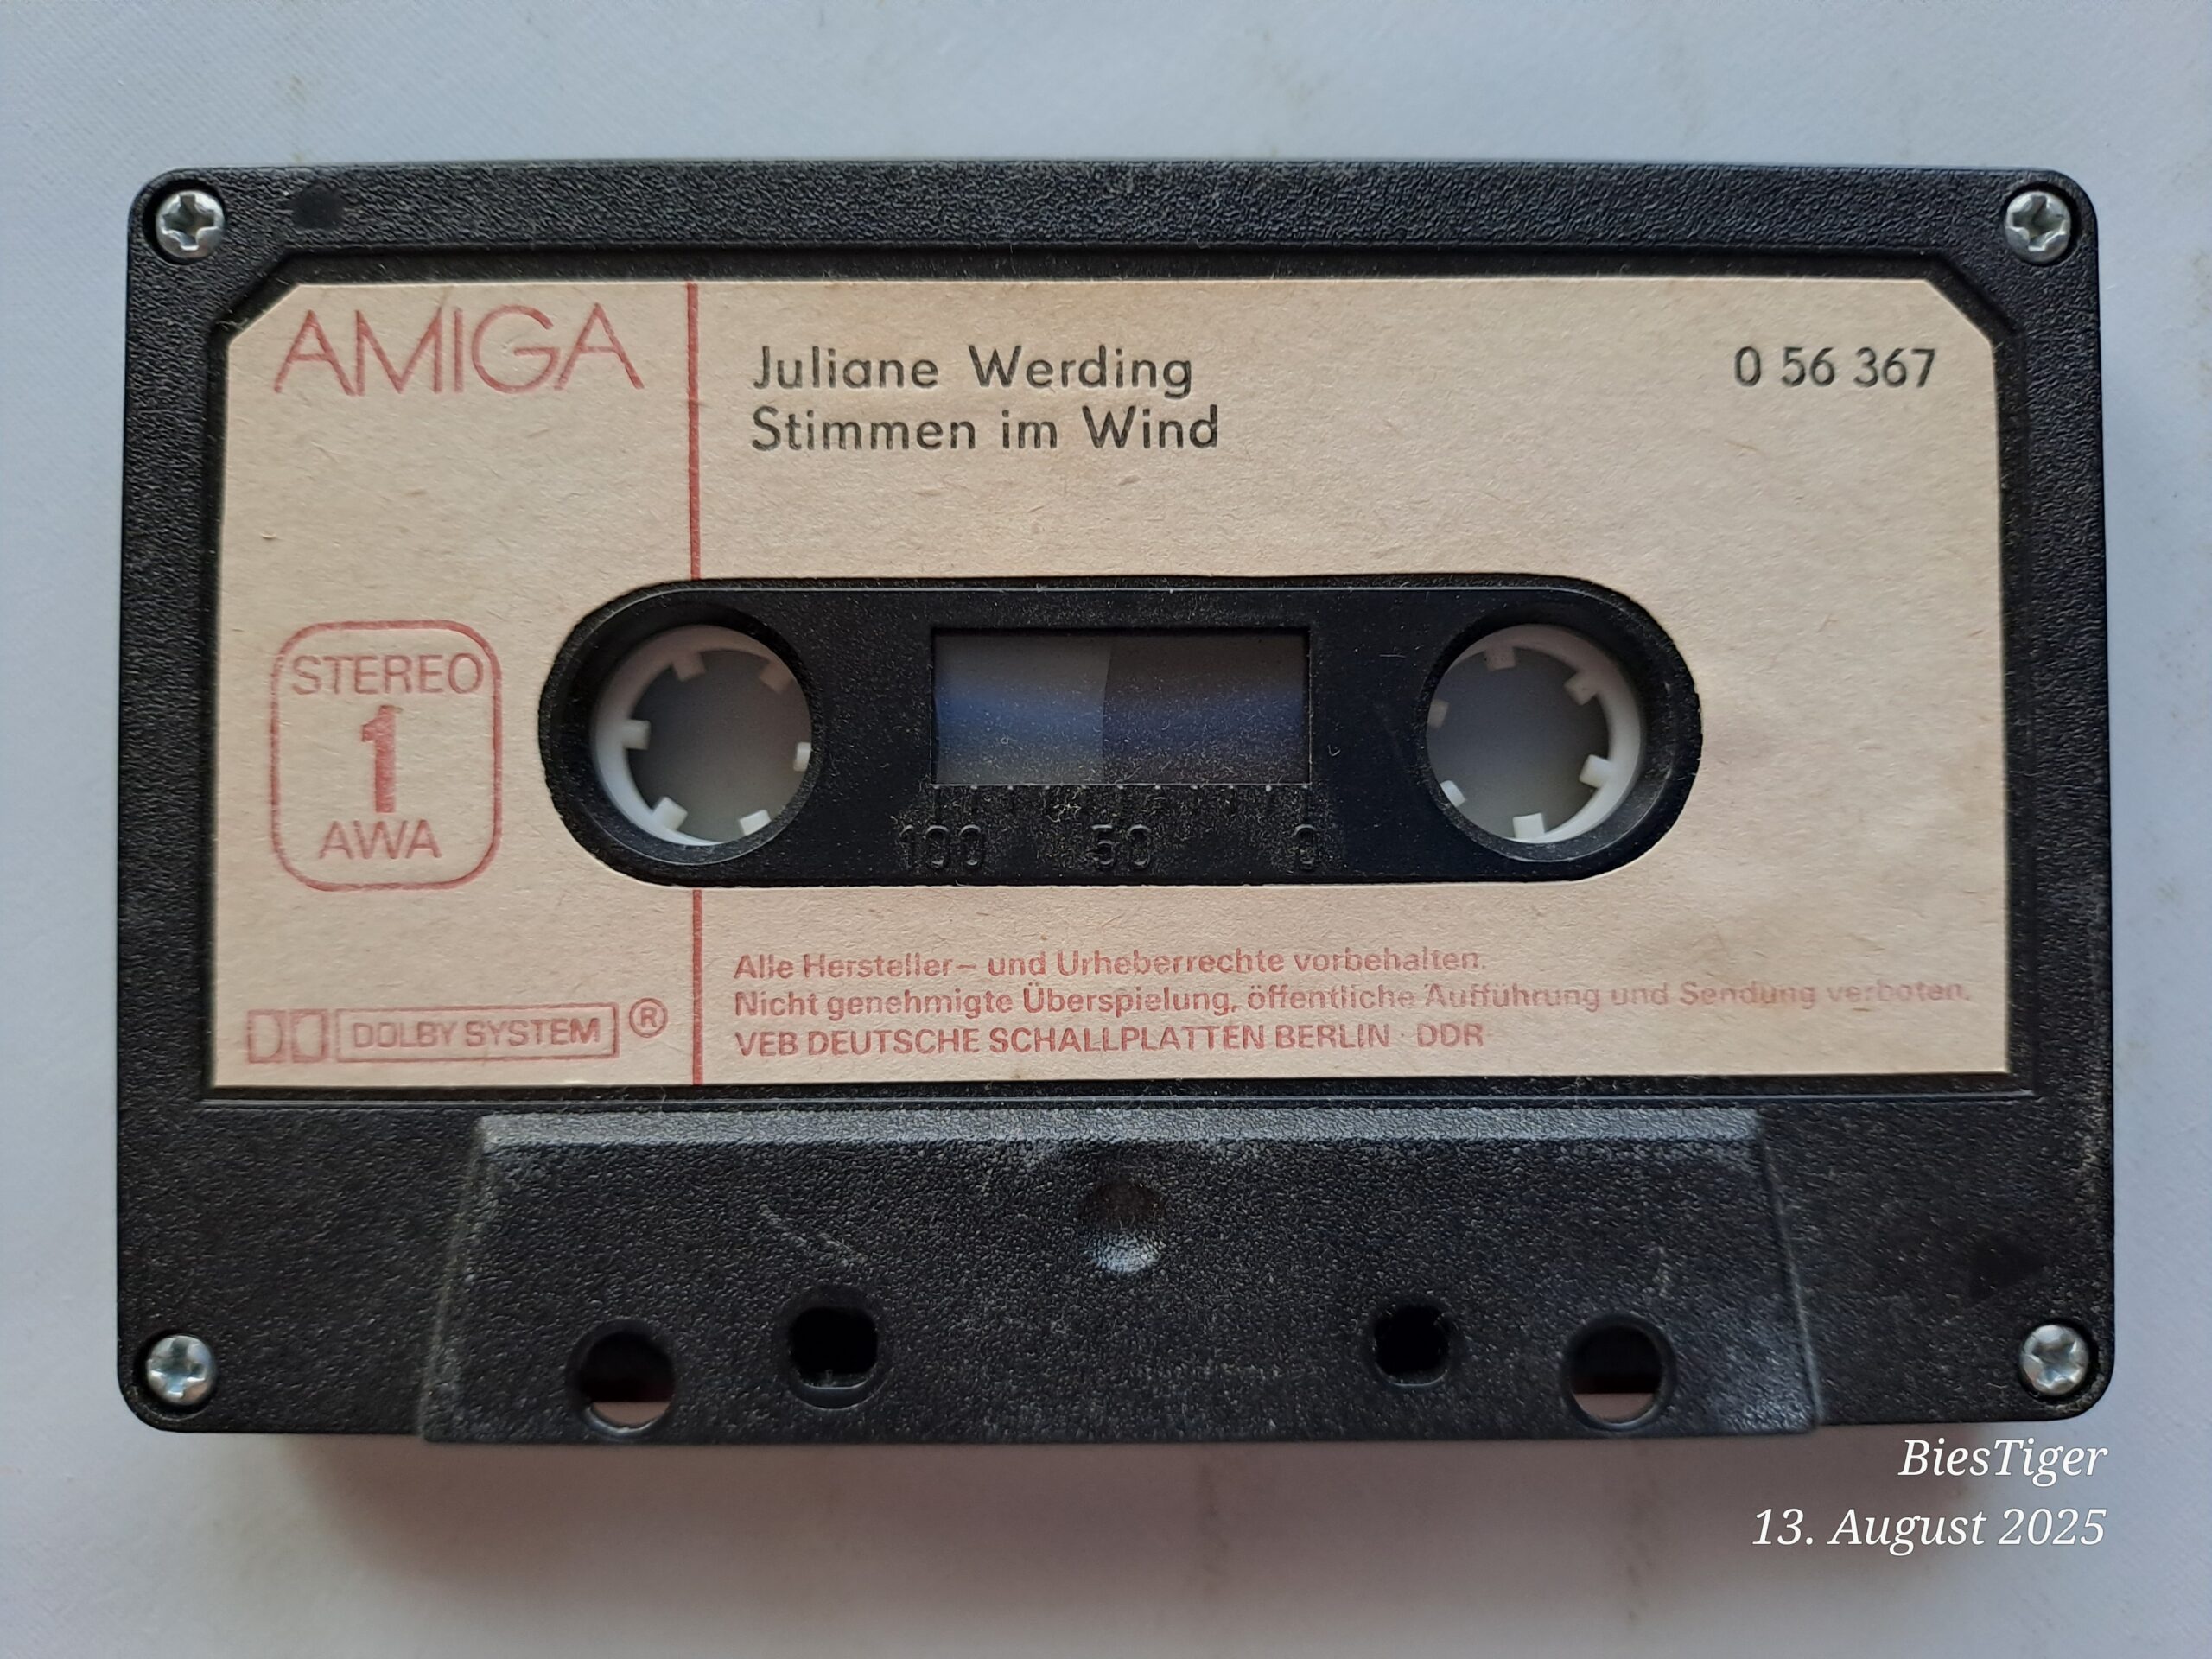 AMIGA
Juliane Werding
Stimmen im Wind
0 56 367
STEREO
1
AWA
100 50 0
DOLBY SYSTEM ®
Alle Hersteller- und Urheberrechte vorbehalten.
Nicht genehmigte Überspielung, öffentliche Aufführung und Sendung verboten.
VEB DEUTSCHE SCHALLPLATTEN BERLIN · DDR
BiesTiger
13. August 2025